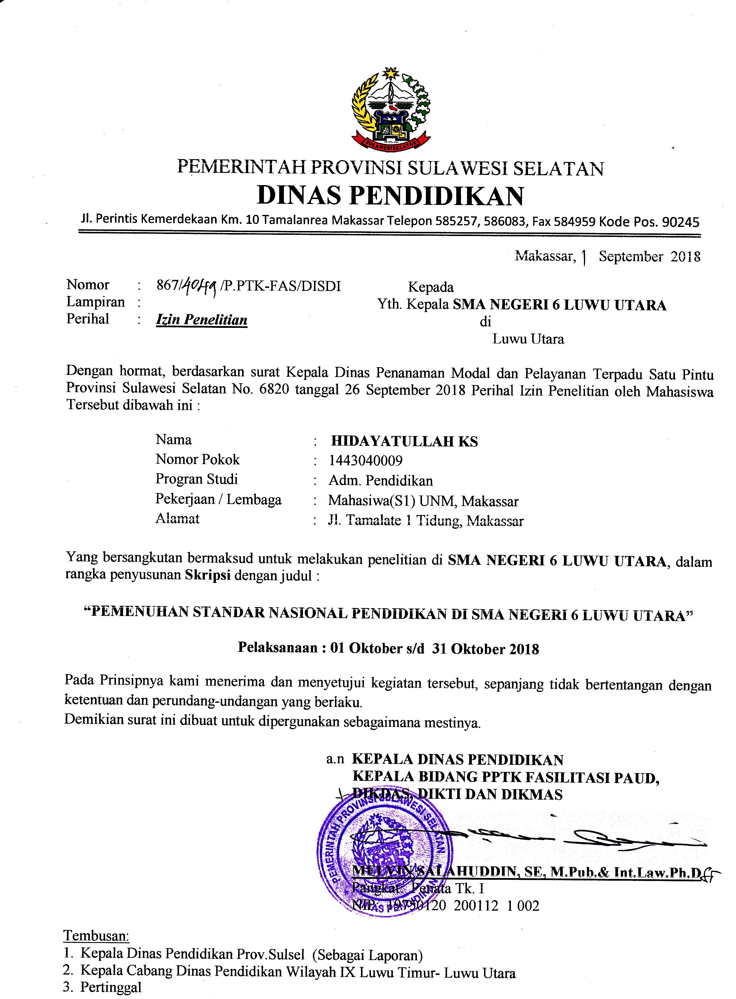 SULAWESI SELATAN
PEMERINTAH PROVINSI SULAWESI SELATAN
DINAS PENDIDIKAN
Jl. Perintis Kemerdekaan Km. 10 Tamalanrea Makassar Telepon 585257, 586083, Fax 584959 Kode Pos. 90245
Makassar, 1 September 2018
Nomor : 867/4049/P.PTK-FAS/DISDI
Lampiran :
Perihal : Izin Penelitian
Kepada
Yth. Kepala SMA NEGERI 6 LUWU UTARA
di
Luwu Utara
Dengan hormat, berdasarkan surat Kepala Dinas Penanaman Modal dan Pelayanan Terpadu Satu Pintu
Provinsi Sulawesi Selatan No. 6820 tanggal 26 September 2018 Perihal Izin Penelitian oleh Mahasiswa
Tersebut dibawah ini :
Nama : HIDAYATULLAH KS
Nomor Pokok : 1443040009
Progran Studi : Adm. Pendidikan
Pekerjaan / Lembaga : Mahasiwa(S1) UNM, Makassar
Alamat : Jl. Tamalate 1 Tidung, Makassar
Yang bersangkutan bermaksud untuk melakukan penelitian di SMA NEGERI 6 LUWU UTARA, dalam
rangka penyusunan Skripsi dengan judul :
“PEMENUHAN STANDAR NASIONAL PENDIDIKAN DI SMA NEGERI 6 LUWU UTARA”
Pelaksanaan : 01 Oktober s/d 31 Oktober 2018
Pada Prinsipnya kami menerima dan menyetujui kegiatan tersebut, sepanjang tidak bertentangan dengan
ketentuan dan perundang-undangan yang berlaku.
Demikian surat ini dibuat untuk dipergunakan sebagaimana mestinya.
a.n KEPALA DINAS PENDIDIKAN
KEPALA BIDANG PPTK FASILITASI PAUD,
DIKDAS, DIKTI DAN DIKMAS
PEMERINTAH PROVINSI SULAWESI SELATAN
DINAS PENDIDIKAN
MELVIN SALAHUDDIN, SE, M.Pub.& Int.Law.Ph.D
Pangkat: Penata Tk. I
NIP: 19750120 200112 1 002
Tembusan:
1. Kepala Dinas Pendidikan Prov.Sulsel (Sebagai Laporan)
2. Kepala Cabang Dinas Pendidikan Wilayah IX Luwu Timur- Luwu Utara
3. Pertinggal